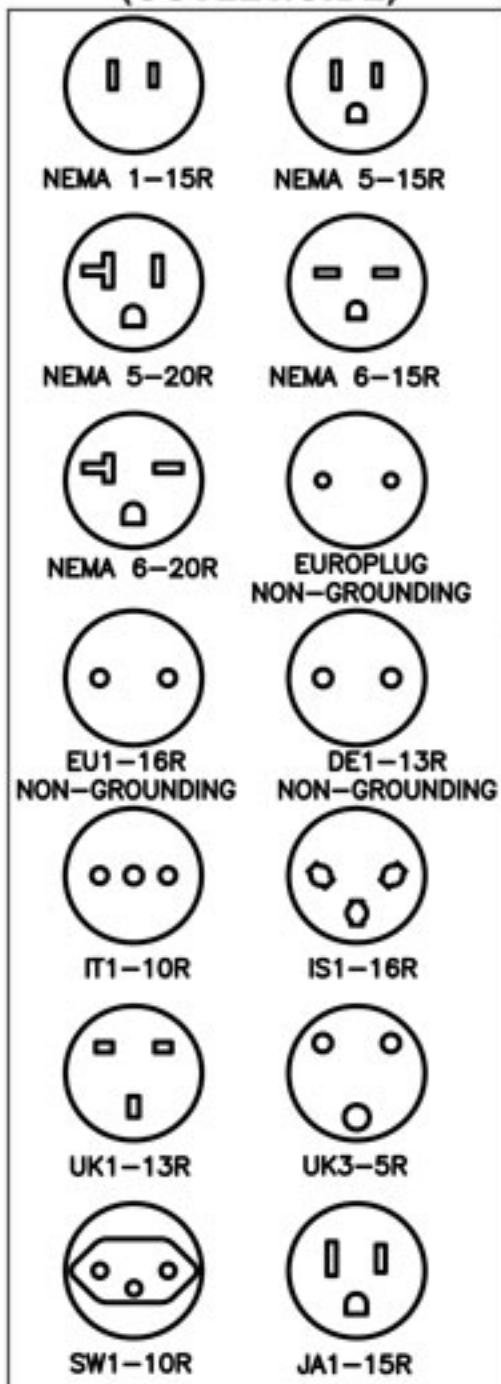 NEMA 1-15R
NEMA 5-15R
NEMA 5-20R
NEMA 6-15R
NEMA 6-20R
EUROPLUG
NON-GROUNDING
EU1-16R
NON-GROUNDING
DE1-13R
NON-GROUNDING
IT1-10R
IS1-16R
UK1-13R
UK3-5R
SW1-10R
JA1-15R